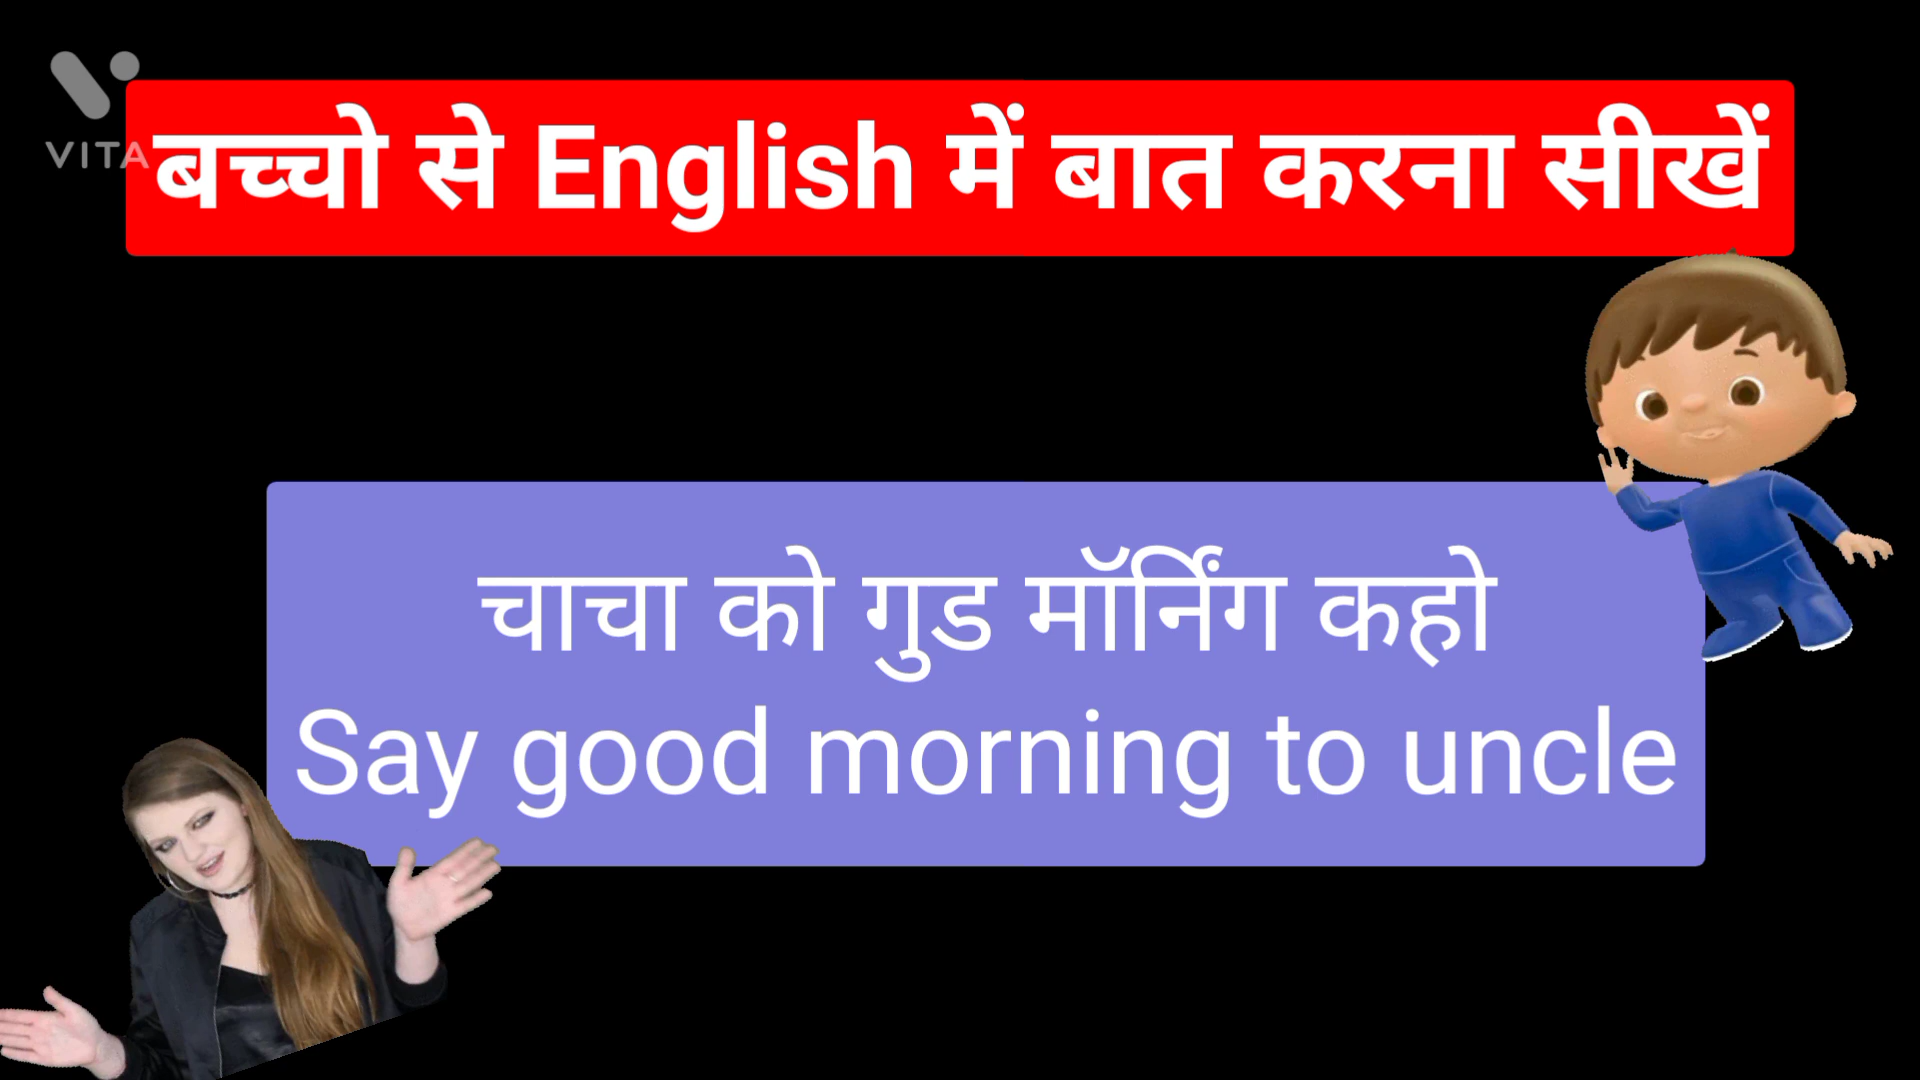 VITA
बच्चो से English में बात करना सीखें
चाचा को गुड मॉर्निंग कहो
Say good morning to uncle